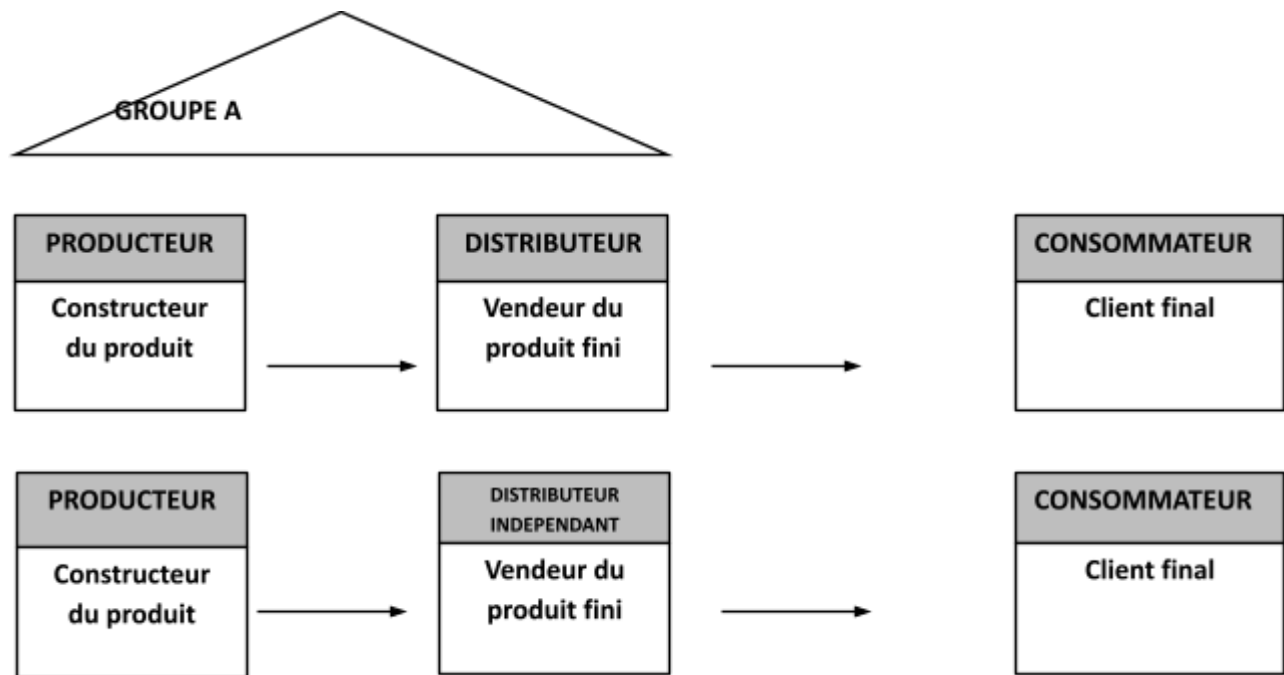 GROUPE A
PRODUCTEUR
Constructeur
du produit
DISTRIBUTEUR
Vendeur du
produit fini
CONSOMMATEUR
Client final
PRODUCTEUR
Constructeur
du produit
DISTRIBUTEUR
INDEPENDANT
Vendeur du
produit fini
CONSOMMATEUR
Client final